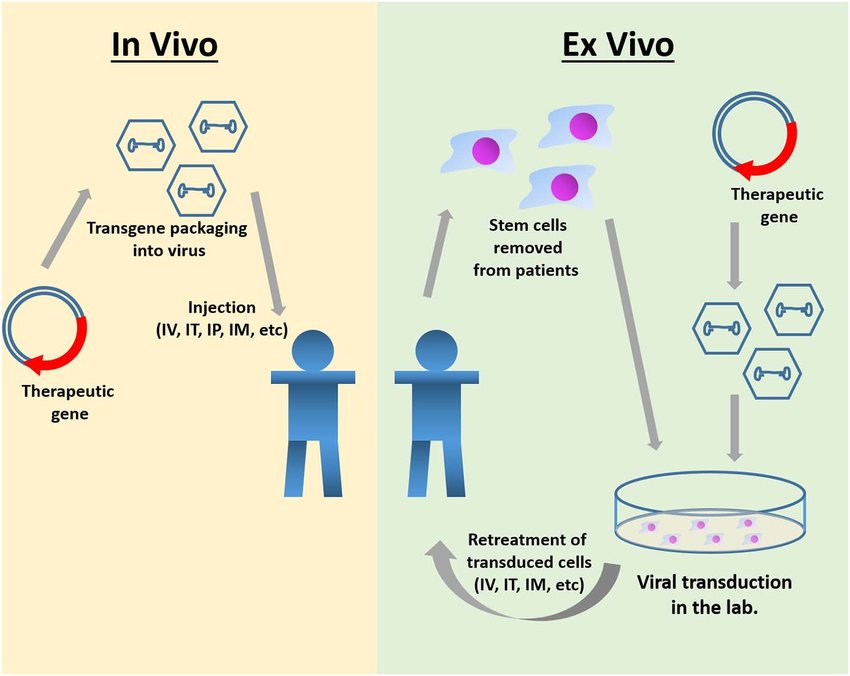 In Vivo
Transgene packaging
into virus
Injection
(IV, IT, IP, IM, etc)
Therapeutic
gene
Ex Vivo
Stem cells
removed
from patients
Therapeutic
gene
Retreatment of
transduced cells
(IV, IT, IM, etc)
Viral transduction
in the lab.